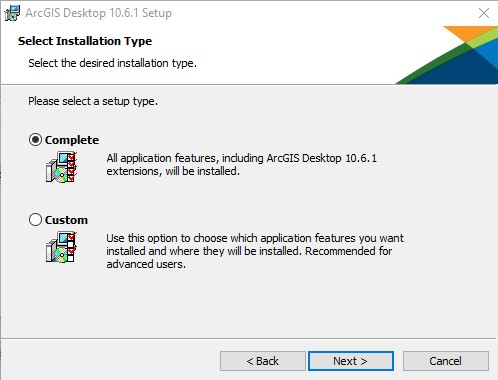 ArcGIS Desktop 10.6.1 Setup
Select Installation Type
Select the desired installation type.
Please select a setup type.
Complete
All application features, including ArcGIS Desktop 10.6.1
extensions, will be installed.
Custom
Use this option to choose which application features you want
installed and where they will be installed. Recommended for
advanced users.
< Back
Next >
Cancel